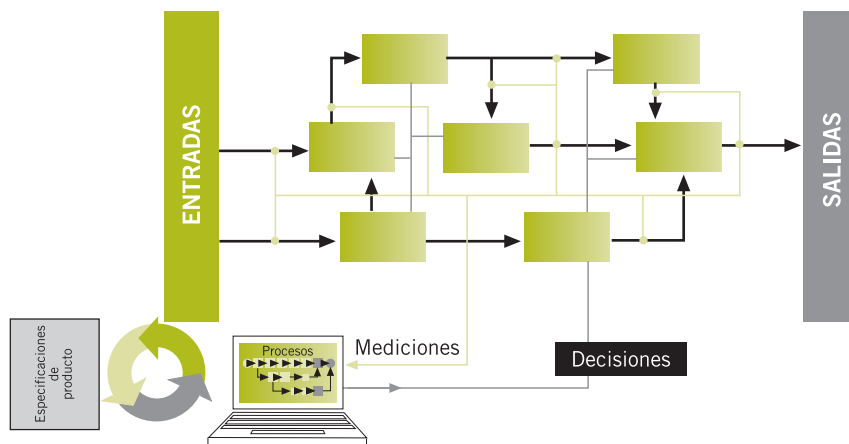 ENTRADAS
SALIDAS
Especificaciones
de
producto
Procesos
Mediciones
Decisiones